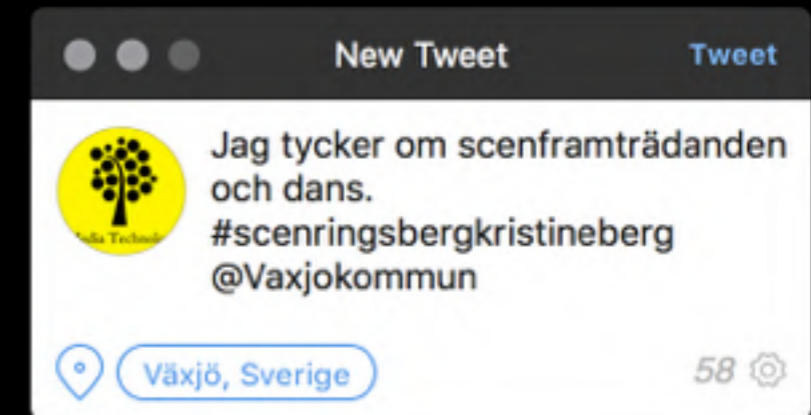 New Tweet
Tweet
Jag tycker om scenframträdanden
och dans.
#scenringsbergkristineberg
@Vaxjokommun
Växjö, Sverige
58